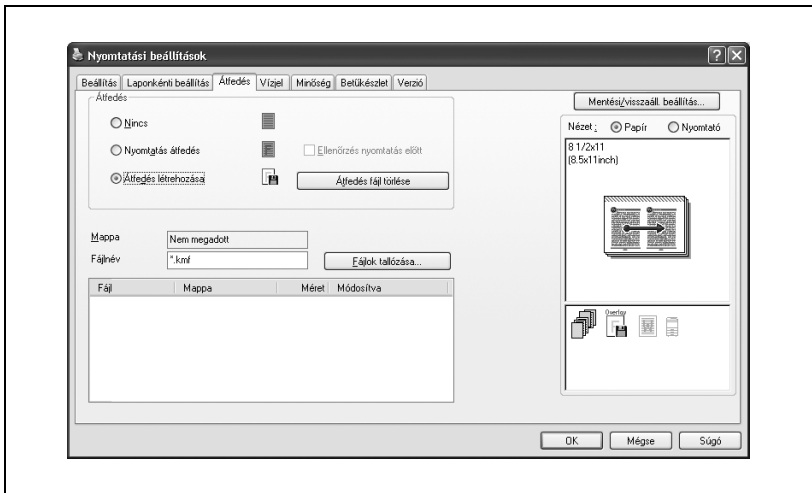 Nyomtatási beállítások
Beállítás Laponkénti beállítás Átfedés Vízjel Minőség Betűkészlet Verzió
Átfedés
Nincs
Nyomtatás átfedés
Ellenőrzés nyomtatás előtt
Átfedés létrehozása
Átfedés fájl törlése
Mappa
Nem megadott
Fájlnév
*.kmf
Fájlok tallózása...
Fájl Mappa Méret Módosítva
Mentési/visszaáll. beállítás...
Nézet : Papír Nyomtató
8 1/2x11
(8.5x11inch)
Overlay
OK Mégse Súgó